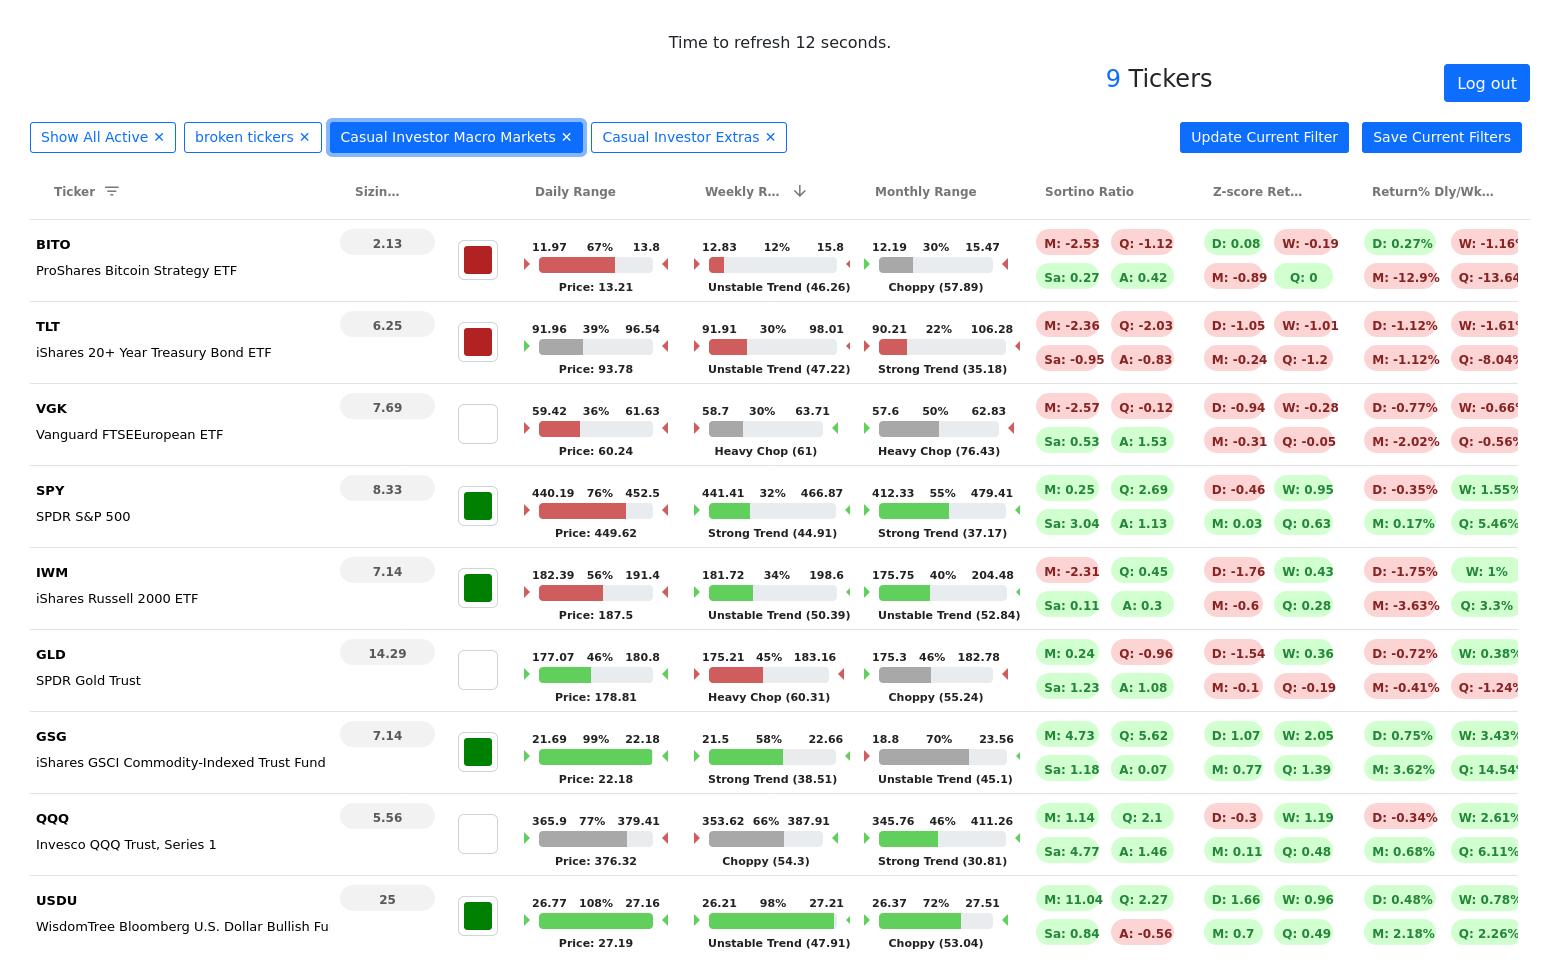 Time to refresh 12 seconds.
9 Tickers
Log out
Show All Active ✕ broken tickers ✕ Casual Investor Macro Markets ✕ Casual Investor Extras ✕ Update Current Filter Save Current Filters
Ticker Sizin... Daily Range Weekly R... Monthly Range Sortino Ratio Z-score Ret... Return% Dly/Wk...
BITO 2.13 11.97 67% 13.8 12.83 12% 15.8 12.19 30% 15.47 M: -2.53 Q: -1.12 D: 0.08 W: -0.19 D: 0.27% W: -1.16%
ProShares Bitcoin Strategy ETF Sa: 0.27 A: 0.42 M: -0.89 Q: 0 M: -12.9% Q: -13.64
Price: 13.21 Unstable Trend (46.26) Choppy (57.89)
TLT 6.25 91.96 39% 96.54 91.91 30% 98.01 90.21 22% 106.28 M: -2.36 Q: -2.03 D: -1.05 W: -1.01 D: -1.12% W: -1.61%
iShares 20+ Year Treasury Bond ETF Sa: -0.95 A: -0.83 M: -0.24 Q: -1.2 M: -1.12% Q: -8.04%
Price: 93.78 Unstable Trend (47.22) Strong Trend (35.18)
VGK 7.69 59.42 36% 61.63 58.7 30% 63.71 57.6 50% 62.83 M: -2.57 Q: -0.12 D: -0.94 W: -0.28 D: -0.77% W: -0.66%
Vanguard FTSEEuropean ETF Sa: 0.53 A: 1.53 M: -0.31 Q: -0.05 M: -2.02% Q: -0.56%
Price: 60.24 Heavy Chop (61) Heavy Chop (76.43)
SPY 8.33 440.19 76% 452.5 441.41 32% 466.87 412.33 55% 479.41 M: 0.25 Q: 2.69 D: -0.46 W: 0.95 D: -0.35% W: 1.55%
SPDR S&P 500 Sa: 3.04 A: 1.13 M: 0.03 Q: 0.63 M: 0.17% Q: 5.46%
Price: 449.62 Strong Trend (44.91) Strong Trend (37.17)
IWM 7.14 182.39 56% 191.4 181.72 34% 198.6 175.75 40% 204.48 M: -2.31 Q: 0.45 D: -1.76 W: 0.43 D: -1.75% W: 1%
iShares Russell 2000 ETF Sa: 0.11 A: 0.3 M: -0.6 Q: 0.28 M: -3.63% Q: 3.3%
Price: 187.5 Unstable Trend (50.39) Unstable Trend (52.84)
GLD 14.29 177.07 46% 180.8 175.21 45% 183.16 175.3 46% 182.78 M: 0.24 Q: -0.96 D: -1.54 W: 0.36 D: -0.72% W: 0.38%
SPDR Gold Trust Sa: 1.23 A: 1.08 M: -0.1 Q: -0.19 M: -0.41% Q: -1.24%
Price: 178.81 Heavy Chop (60.31) Choppy (55.24)
GSG 7.14 21.69 99% 22.18 21.5 58% 22.66 18.8 70% 23.56 M: 4.73 Q: 5.62 D: 1.07 W: 2.05 D: 0.75% W: 3.43%
iShares GSCI Commodity-Indexed Trust Fund Sa: 1.18 A: 0.07 M: 0.77 Q: 1.39 M: 3.62% Q: 14.54%
Price: 22.18 Strong Trend (38.51) Unstable Trend (45.1)
QQQ 5.56 365.9 77% 379.41 353.62 66% 387.91 345.76 46% 411.26 M: 1.14 Q: 2.1 D: -0.3 W: 1.19 D: -0.34% W: 2.61%
Invesco QQQ Trust, Series 1 Sa: 4.77 A: 1.46 M: 0.11 Q: 0.48 M: 0.68% Q: 6.11%
Price: 376.32 Choppy (54.3) Strong Trend (30.81)
USDU 25 26.77 108% 27.16 26.21 98% 27.21 26.37 72% 27.51 M: 11.04 Q: 2.27 D: 1.66 W: 0.96 D: 0.48% W: 0.78%
WisdomTree Bloomberg U.S. Dollar Bullish Fu Sa: 0.84 A: -0.56 M: 0.7 Q: 0.49 M: 2.18% Q: 2.26%
Price: 27.19 Unstable Trend (47.91) Choppy (53.04)